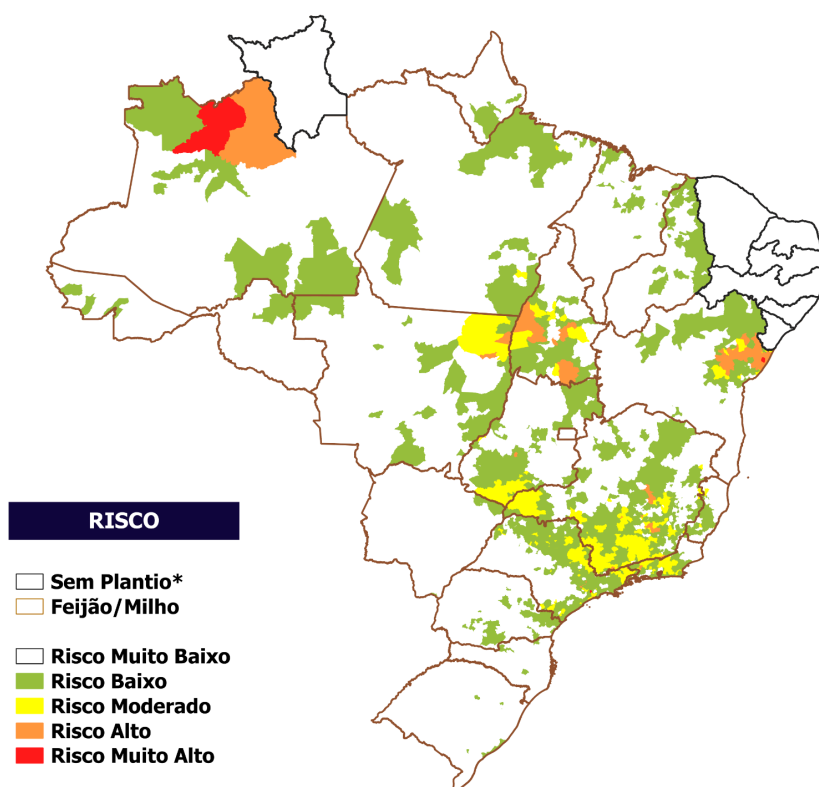 RISCO
Sem Plantio*
Feijão/Milho
Risco Muito Baixo
Risco Baixo
Risco Moderado
Risco Alto
Risco Muito Alto